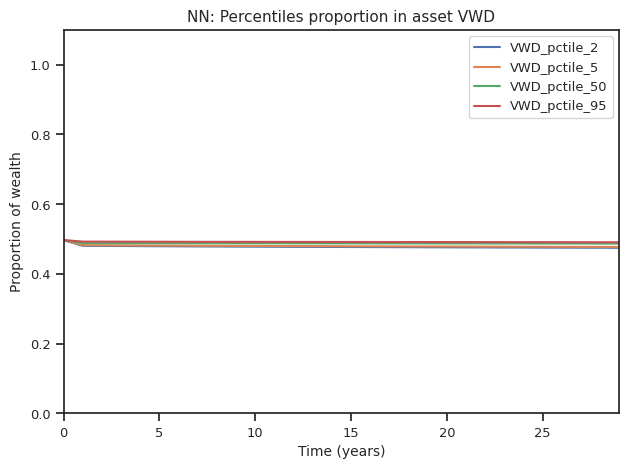 NN: Percentiles proportion in asset VWD
VWD_pctile_2
VWD_pctile_5
VWD_pctile_50
VWD_pctile_95
Proportion of wealth
1.0
0.8
0.6
0.4
0.2
0.0
0 5 10 15 20 25
Time (years)